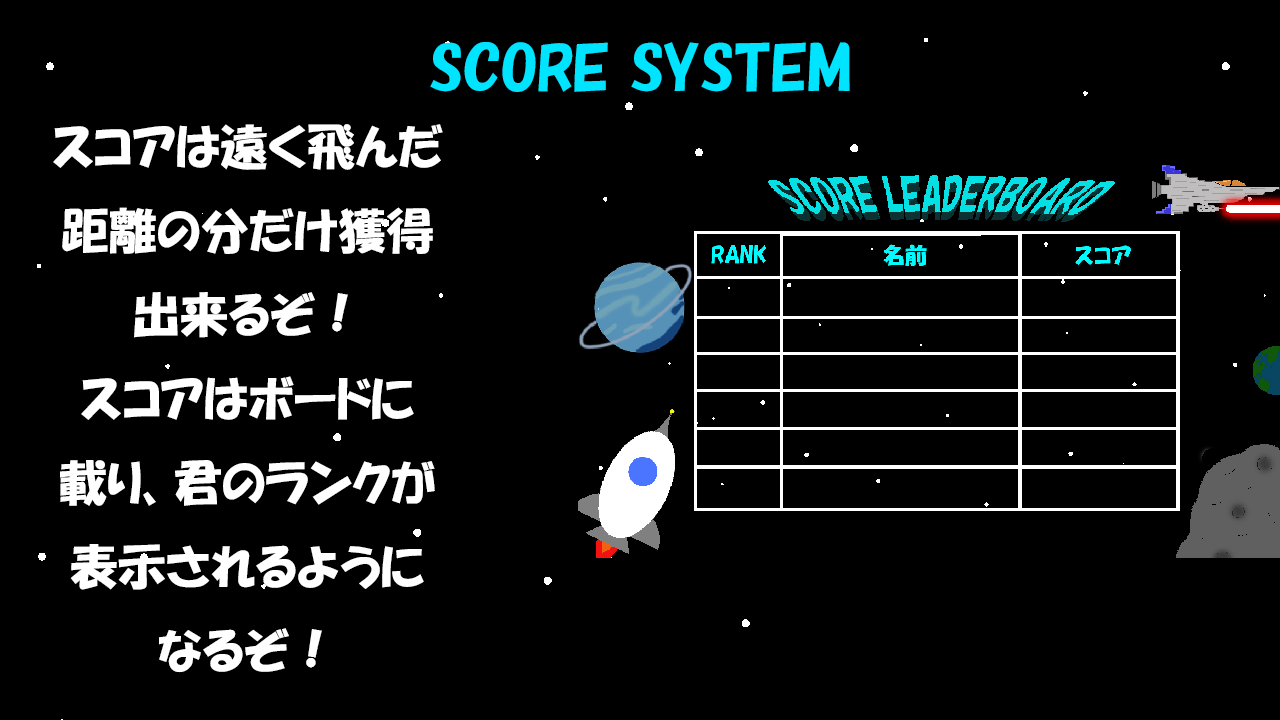 SCORE SYSTEM
スコアは遠く飛んだ
距離の分だけ獲得
出来るぞ！
スコアはボードに
載り、君のランクが
表示されるように
なるぞ！
SCORE LEADERBOARD
RANK 名前 スコア